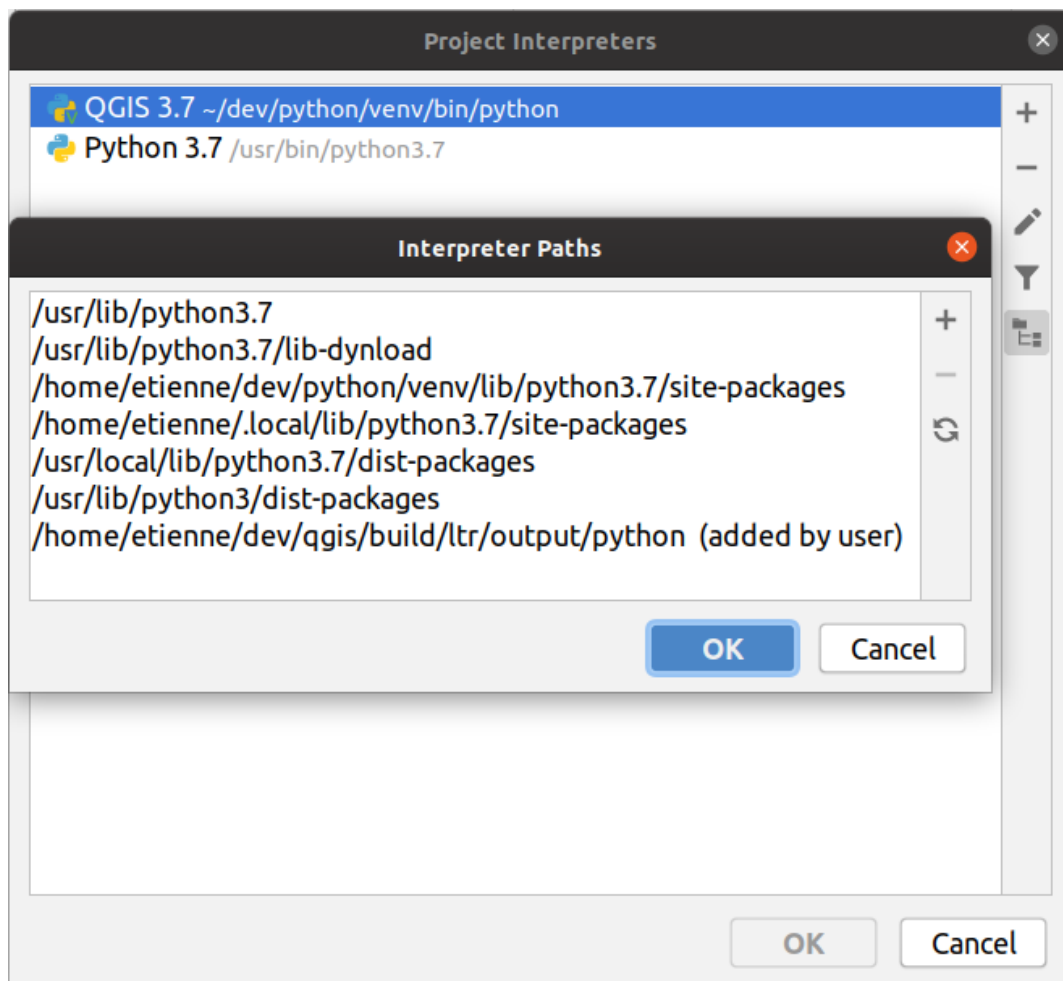 Project Interpreters
QGIS 3.7 ~/dev/python/venv/bin/python
Python 3.7 /usr/bin/python3.7
Interpreter Paths
/usr/lib/python3.7
/usr/lib/python3.7/lib-dynload
/home/etienne/dev/python/venv/lib/python3.7/site-packages
/home/etienne/.local/lib/python3.7/site-packages
/usr/local/lib/python3.7/dist-packages
/usr/lib/python3/dist-packages
/home/etienne/dev/qgis/build/ltr/output/python (added by user)
OK Cancel
OK Cancel